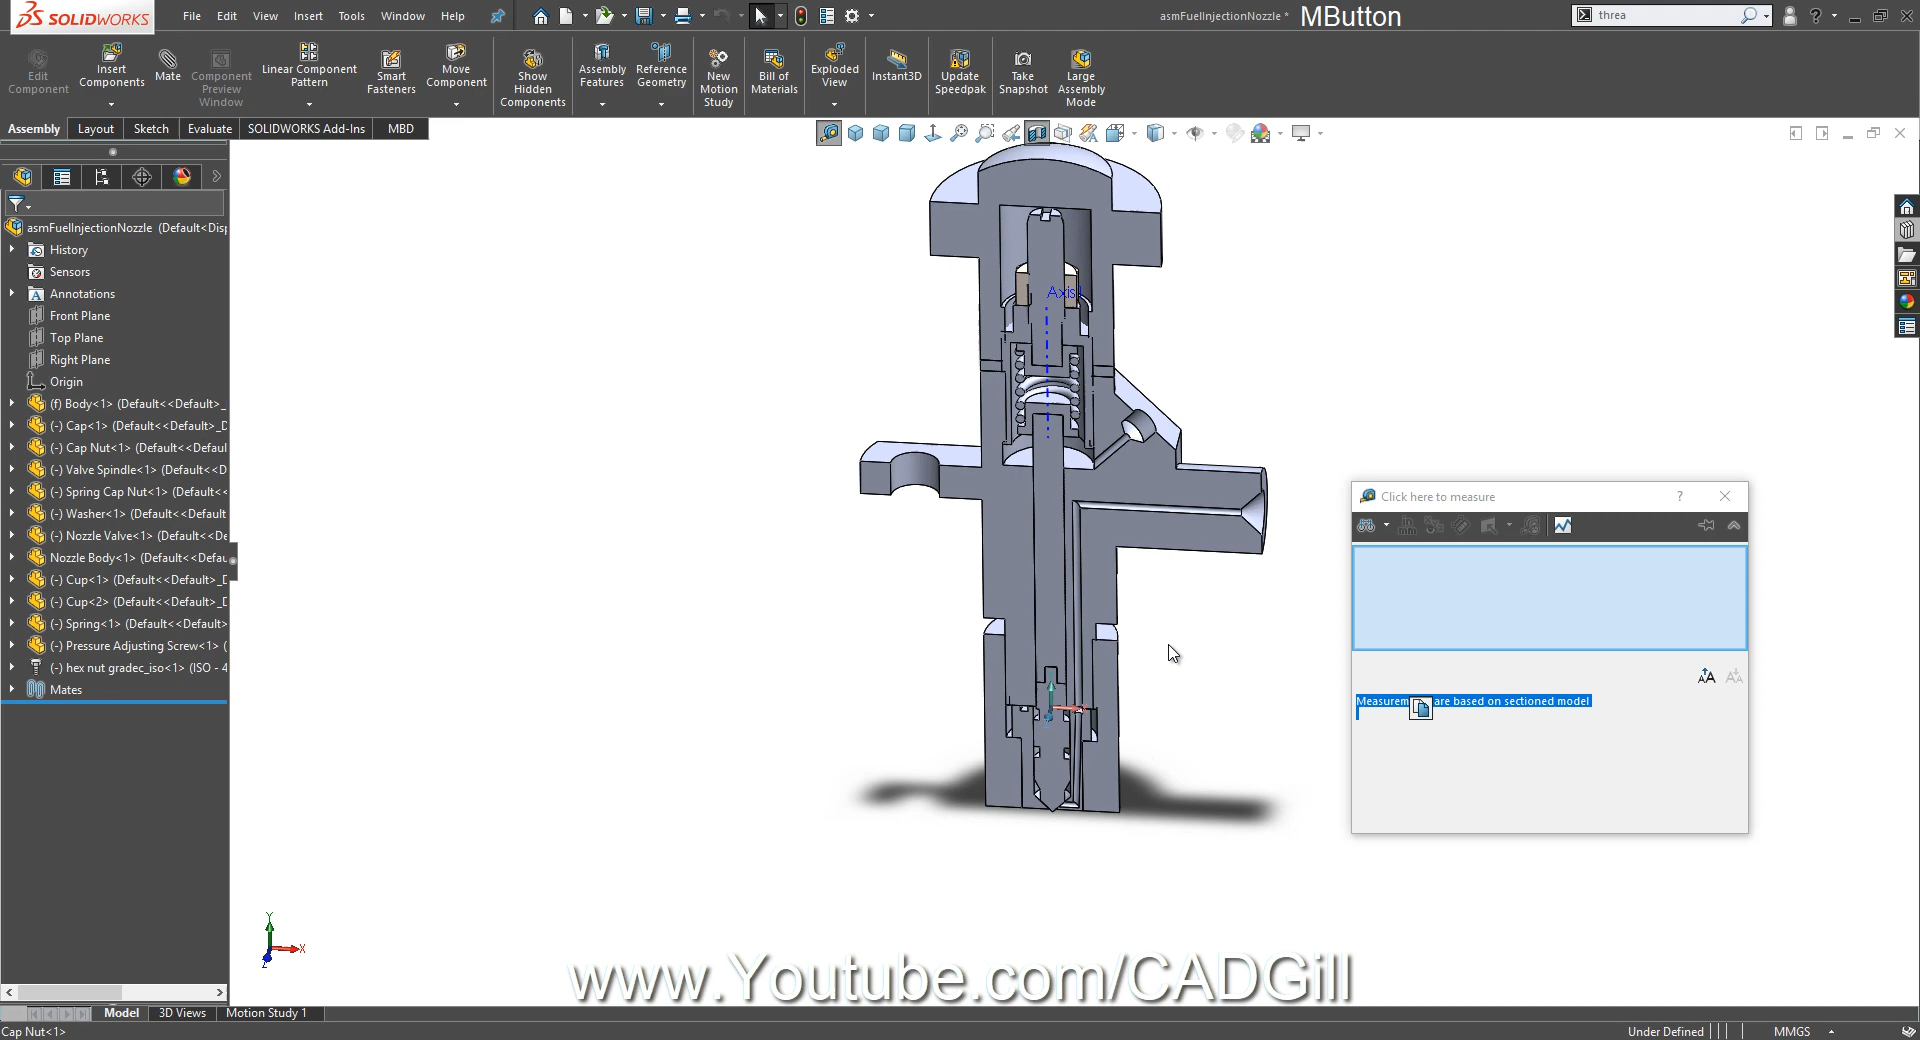 SOLIDWORKS
File Edit View Insert Tools Window Help
asmFuelInjectionNozzle *
MButton
threa
Edit Component
Insert Components
Mate
Component Preview Window
Linear Component Pattern
Smart Fasteners
Move Component
Show Hidden Components
Assembly Features
Reference Geometry
New Motion Study
Bill of Materials
Exploded View
Instant3D
Update Speedpak
Take Snapshot
Large Assembly Mode
Assembly Layout Sketch Evaluate SOLIDWORKS Add-Ins MBD
asmFuelInjectionNozzle (Default<Disp
History
Sensors
Annotations
Front Plane
Top Plane
Right Plane
Origin
(f) Body<1> (Default<<Default>_
(-) Cap<1> (Default<<Default>_D
(-) Cap Nut<1> (Default<<Defaul
(-) Valve Spindle<1> (Default<<D
(-) Spring Cap Nut<1> (Default<<
(-) Washer<1> (Default<<Default
(-) Nozzle Valve<1> (Default<<De
Nozzle Body<1> (Default<<Defau
(-) Cup<1> (Default<<Default>_D
(-) Cup<2> (Default<<Default>_D
(-) Spring<1> (Default<<Default>
(-) Pressure Adjusting Screw<1> (
(-) hex nut gradec_iso<1> (ISO - 4
Mates
Axis
Click here to measure
Measurem are based on sectioned model
Y
X
Z
www.Youtube.com/CADGill
Model 3D Views Motion Study 1
Cap Nut<1>
Under Defined
MMGS